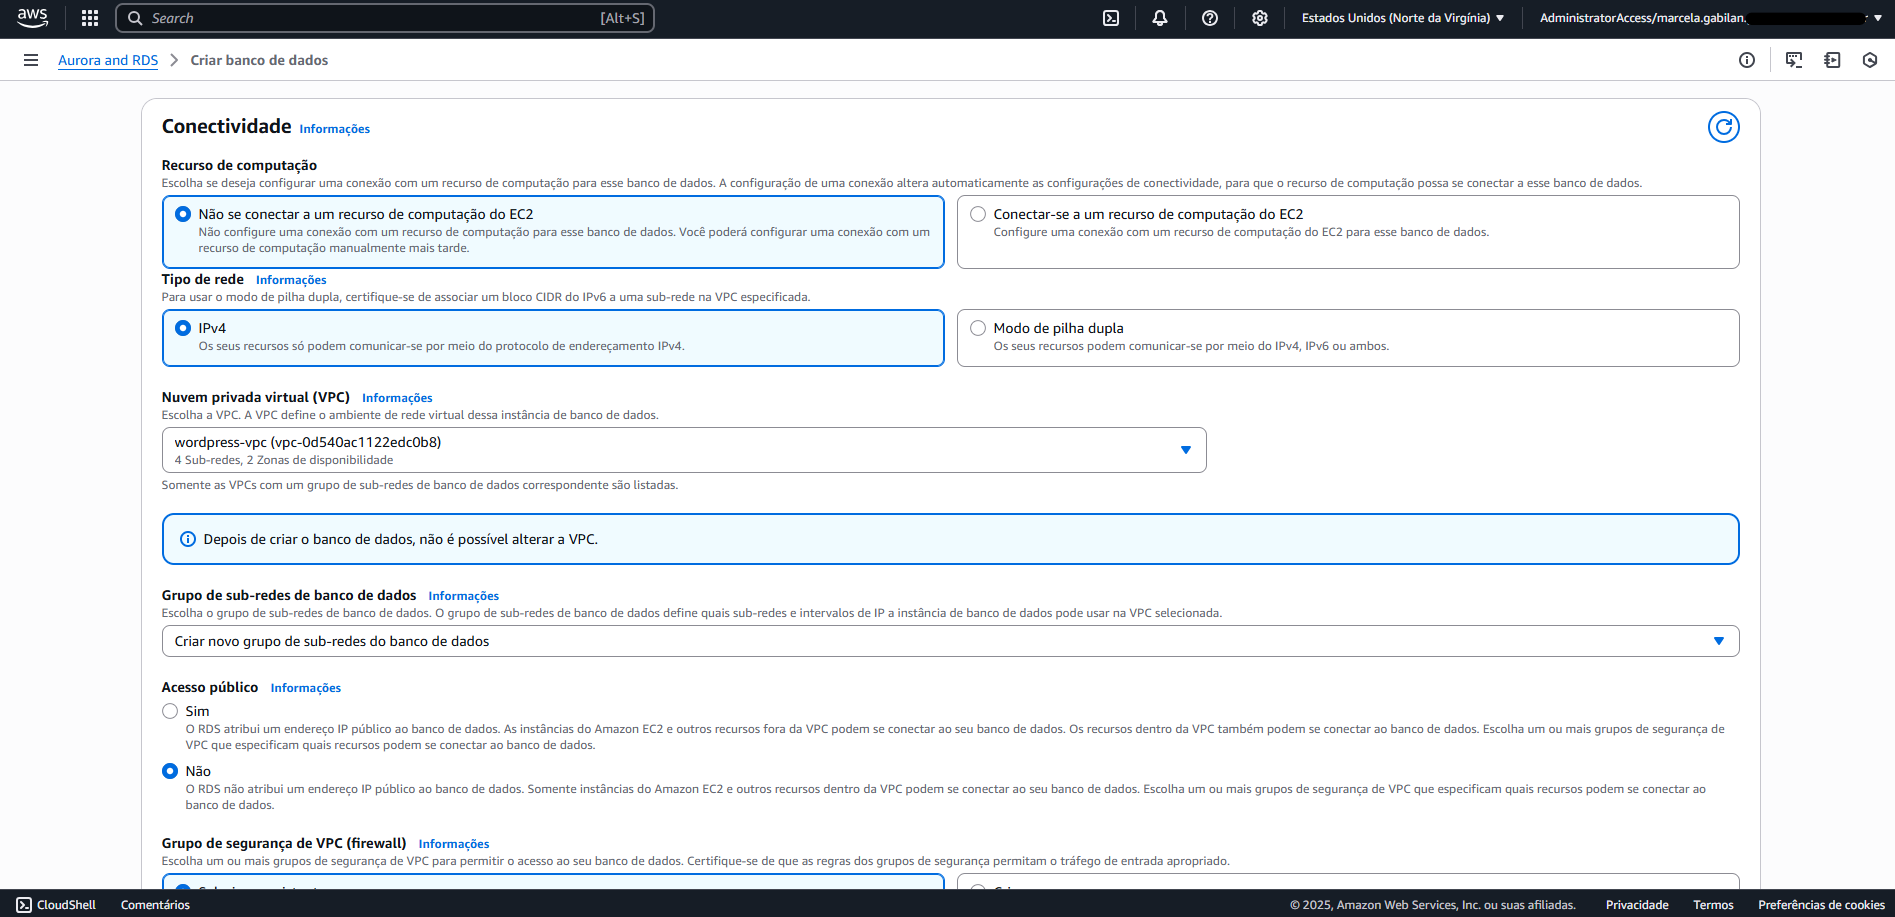 aws
Search [Alt+S]
Estados Unidos (Norte da Virgínia)
AdministratorAccess/marcela.gabilan.
Aurora and RDS > Criar banco de dados
Conectividade Informações
Recurso de computação
Escolha se deseja configurar uma conexão com um recurso de computação para esse banco de dados. A configuração de uma conexão altera automaticamente as configurações de conectividade, para que o recurso de computação possa se conectar a esse banco de dados.
Não se conectar a um recurso de computação do EC2
Não configure uma conexão com um recurso de computação para esse banco de dados. Você poderá configurar uma conexão com um
recurso de computação manualmente mais tarde.
Conectar-se a um recurso de computação do EC2
Configure uma conexão com um recurso de computação do EC2 para esse banco de dados.
Tipo de rede Informações
Para usar o modo de pilha dupla, certifique-se de associar um bloco CIDR do IPv6 a uma sub-rede na VPC especificada.
IPv4
Os seus recursos só podem comunicar-se por meio do protocolo de endereçamento IPv4.
Modo de pilha dupla
Os seus recursos podem comunicar-se por meio do IPv4, IPv6 ou ambos.
Nuvem privada virtual (VPC) Informações
Escolha a VPC. A VPC define o ambiente de rede virtual dessa instância de banco de dados.
wordpress-vpc (vpc-0d540ac1122edc0b8)
4 Sub-redes, 2 Zonas de disponibilidade
Somente as VPCs com um grupo de sub-redes de banco de dados correspondente são listadas.
Depois de criar o banco de dados, não é possível alterar a VPC.
Grupo de sub-redes de banco de dados Informações
Escolha o grupo de sub-redes de banco de dados. O grupo de sub-redes de banco de dados define quais sub-redes e intervalos de IP a instância de banco de dados pode usar na VPC selecionada.
Criar novo grupo de sub-redes do banco de dados
Acesso público Informações
Sim
O RDS atribui um endereço IP público ao banco de dados. As instâncias do Amazon EC2 e outros recursos fora da VPC podem se conectar ao seu banco de dados. Os recursos dentro da VPC também podem se conectar ao banco de dados. Escolha um ou mais grupos de segurança de
VPC que especificam quais recursos podem se conectar ao banco de dados.
Não
O RDS não atribui um endereço IP público ao banco de dados. Somente instâncias do Amazon EC2 e outros recursos dentro da VPC podem se conectar ao seu banco de dados. Escolha um ou mais grupos de segurança de VPC que especificam quais recursos podem se conectar ao
banco de dados.
Grupo de segurança de VPC (firewall) Informações
Escolha um ou mais grupos de segurança de VPC para permitir o acesso ao seu banco de dados. Certifique-se de que as regras dos grupos de segurança permitam o tráfego de entrada apropriado.
CloudShell Comentários
© 2025, Amazon Web Services, Inc. ou suas afiliadas. Privacidade Termos Preferências de cookies